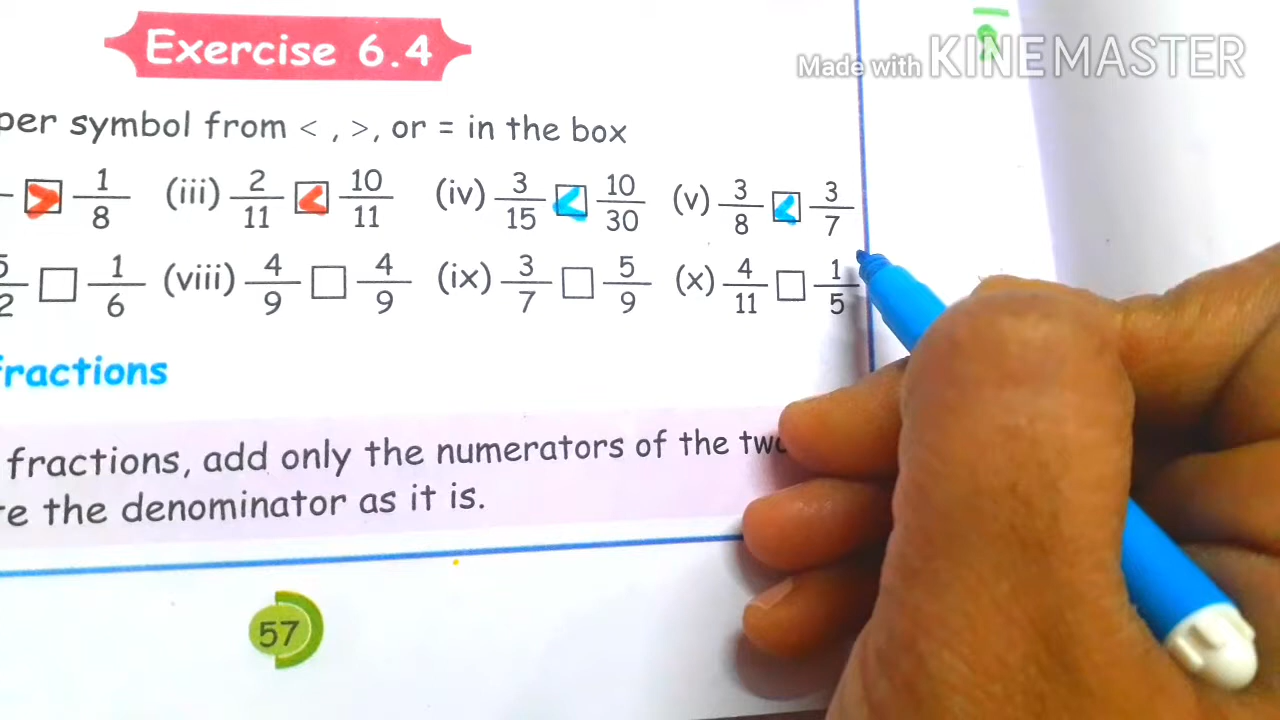 Made with KINEMASTER
Exercise 6.4
per symbol from < , >, or = in the box
> 1/8 (iii) 2/11 < 10/11 (iv) 3/15 < 10/30 (v) 3/8 < 3/7
5/2 □ 1/6 (viii) 4/9 □ 4/9 (ix) 3/7 □ 5/9 (x) 4/11 □ 1/5
fractions
fractions, add only the numerators of the two
te the denominator as it is.
57